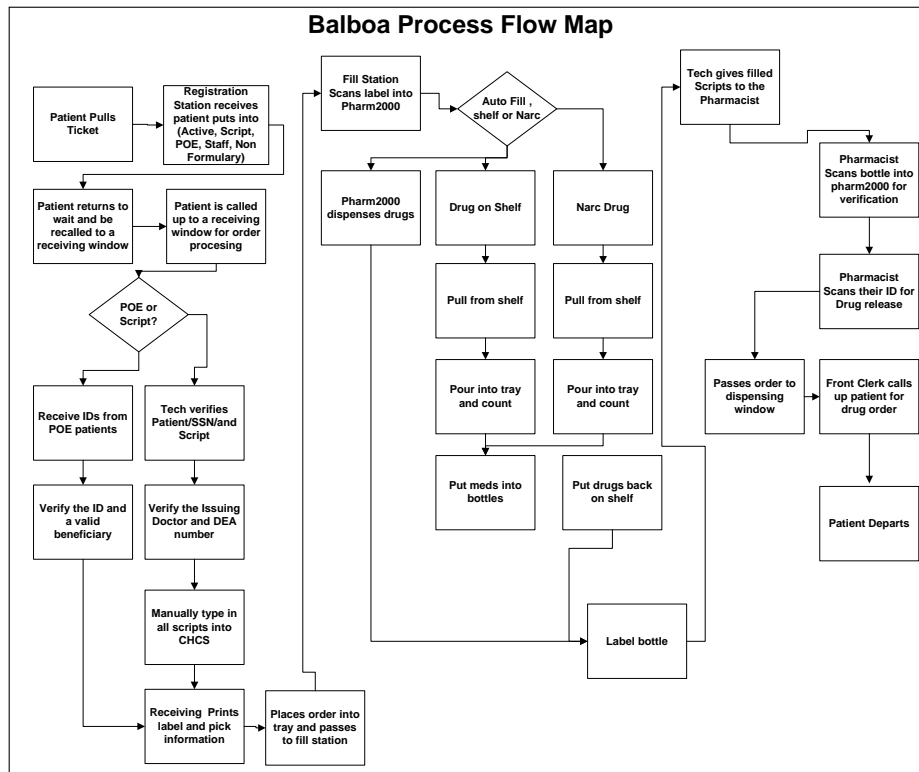 Balboa Process Flow Map
Patient Pulls
Ticket
Registration
Station receives
patient puts into
(Active, Script,
POE, Staff, Non
Formulary)
Patient returns to
wait and be
recalled to a
receiving window
Patient is called
up to a receiving
window for order
procesing
POE or
Script?
Receive IDs from
POE patients
Tech verifies
Patient/SSN/and
Script
Verify the ID and
a valid
beneficiary
Verify the Issuing
Doctor and DEA
number
Manually type in
all scripts into
CHCS
Receiving Prints
label and pick
information
Places order into
tray and passes
to fill station
Fill Station
Scans label into
Pharm2000
Auto Fill ,
shelf or Narc
Pharm2000
dispenses drugs
Drug on Shelf
Narc Drug
Pull from shelf
Pull from shelf
Pour into tray
and count
Pour into tray
and count
Put meds into
bottles
Put drugs back
on shelf
Label bottle
Tech gives filled
Scripts to the
Pharmacist
Pharmacist
Scans bottle into
pharm2000 for
verification
Pharmacist
Scans their ID for
Drug release
Passes order to
dispensing
window
Front Clerk calls
up patient for
drug order
Patient Departs